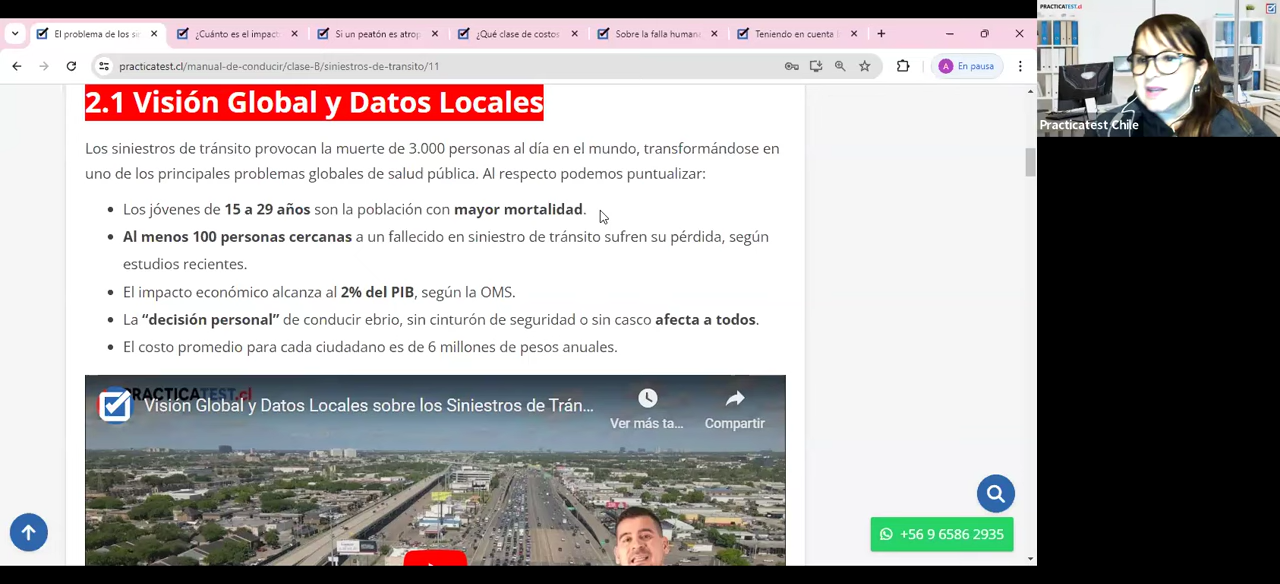 El problema de los si
¿Cuánto es el impact
Si un peatón es atrop
¿Qué clase de costos
Sobre la falla humana
Teniendo en cuenta l
practicatest.cl/manual-de-conducir/clase-B/siniestros-de-transito/11
A
En pausa
PRACTICATEST.cl
Practicatest Chile
2.1 Visión Global y Datos Locales
Los siniestros de tránsito provocan la muerte de 3.000 personas al día en el mundo, transformándose en
uno de los principales problemas globales de salud pública. Al respecto podemos puntualizar:
Los jóvenes de 15 a 29 años son la población con mayor mortalidad.
Al menos 100 personas cercanas a un fallecido en siniestro de tránsito sufren su pérdida, según
estudios recientes.
El impacto económico alcanza al 2% del PIB, según la OMS.
La “decisión personal” de conducir ebrio, sin cinturón de seguridad o sin casco afecta a todos.
El costo promedio para cada ciudadano es de 6 millones de pesos anuales.
PRACTICATEST.cl
Visión Global y Datos Locales sobre los Siniestros de Trán...
Ver más ta...
Compartir
+56 9 6586 2935